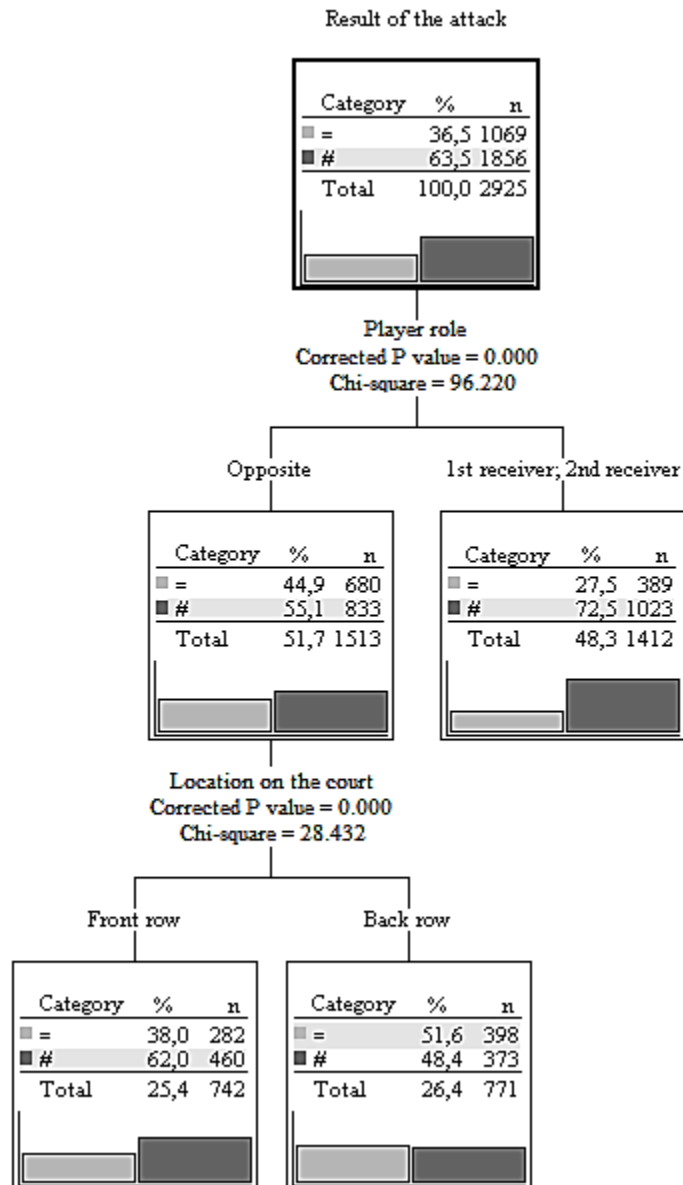 Result of the attack
Category % n
= 36,5 1069
# 63,5 1856
Total 100,0 2925
Player role
Corrected P value = 0.000
Chi-square = 96.220
Opposite
1st receiver; 2nd receiver
Category % n
= 44,9 680
# 55,1 833
Total 51,7 1513
Category % n
= 27,5 389
# 72,5 1023
Total 48,3 1412
Location on the court
Corrected P value = 0.000
Chi-square = 28.432
Front row
Back row
Category % n
= 38,0 282
# 62,0 460
Total 25,4 742
Category % n
= 51,6 398
# 48,4 373
Total 26,4 771